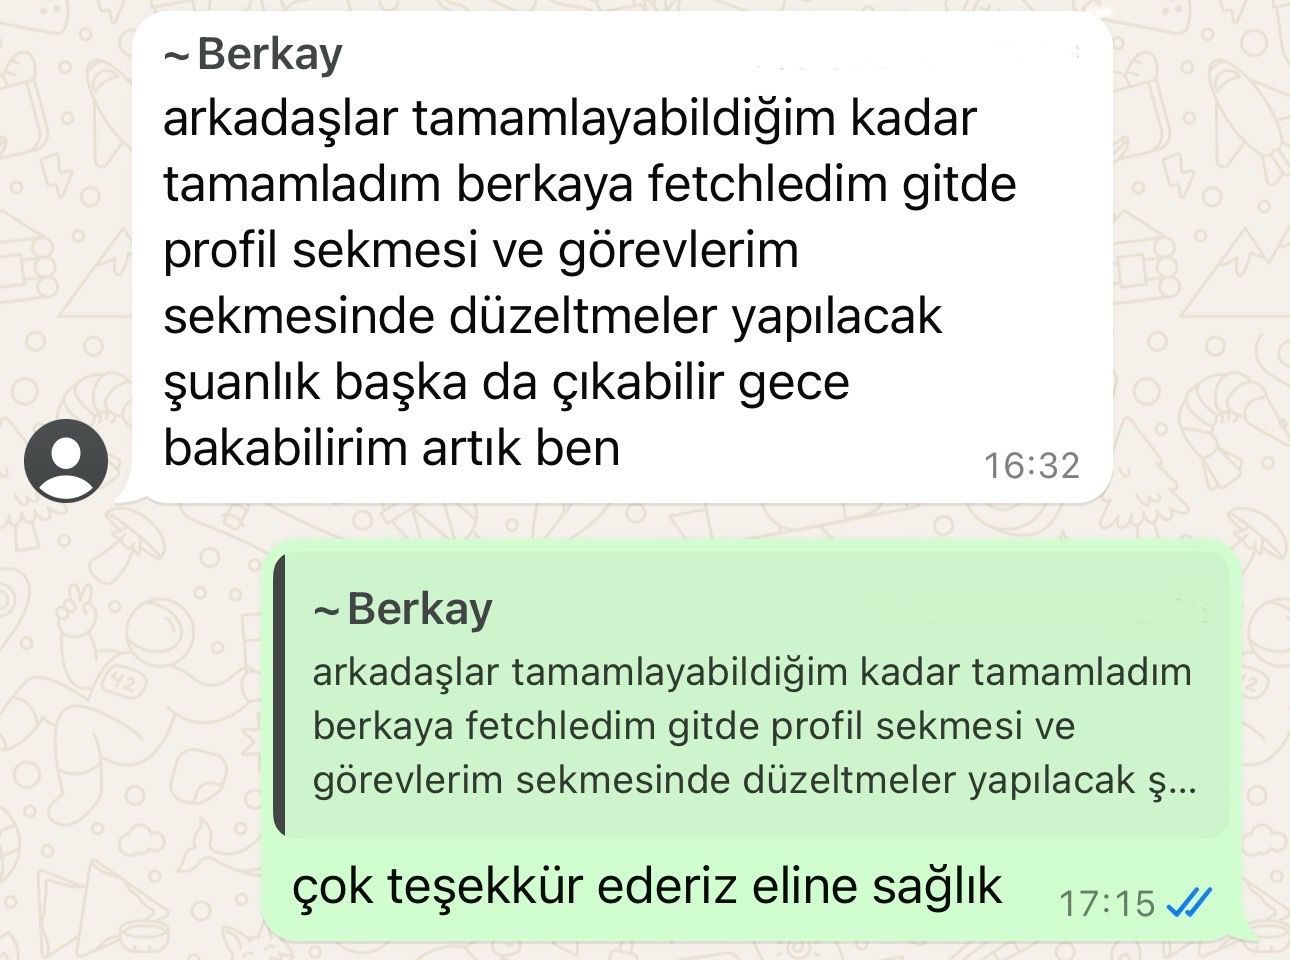 ~ Berkay
arkadaşlar tamamlayabildiğim kadar
tamamladım berkaya fetchledim gitde
profil sekmesi ve görevlerim
sekmesinde düzeltmeler yapılacak
şuanlık başka da çıkabilir gece
bakabilirim artık ben
16:32
~ Berkay
arkadaşlar tamamlayabildiğim kadar tamamladım
berkaya fetchledim gitde profil sekmesi ve
görevlerim sekmesinde düzeltmeler yapılacak ş...
çok teşekkür ederiz eline sağlık
17:15